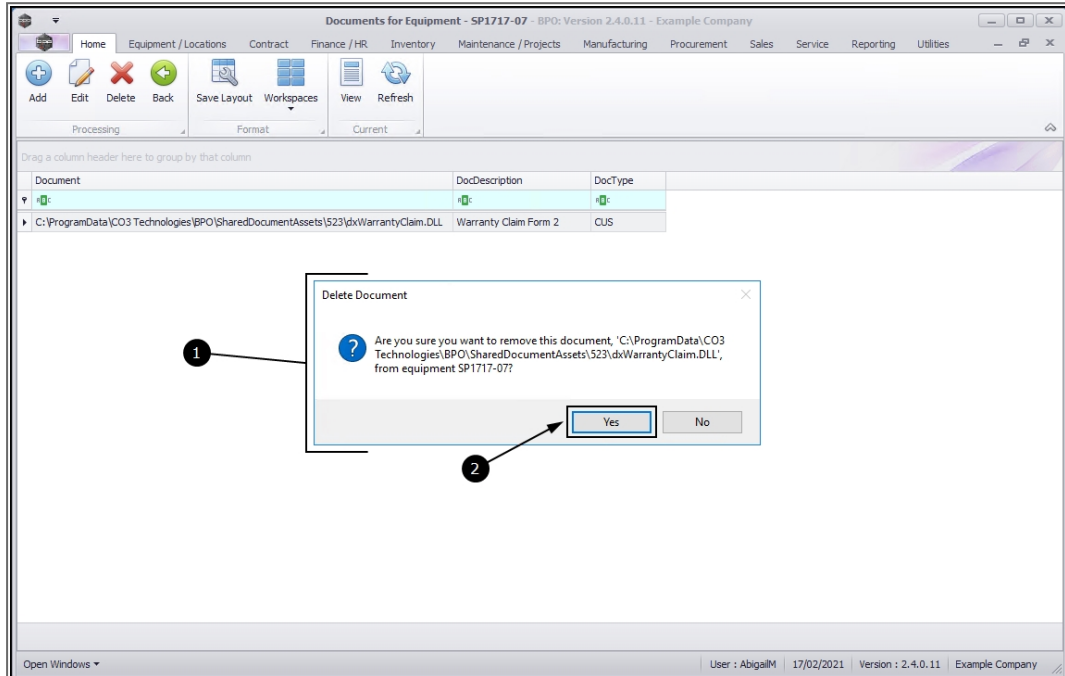 Documents for Equipment - SP1717-07 - BPO: Version 2.4.0.11 - Example Company
Home Equipment / Locations Contract Finance / HR Inventory Maintenance / Projects Manufacturing Procurement Sales Service Reporting Utilities
Add Edit Delete Back Save Layout Workspaces View Refresh
Processing Format Current
Drag a column header here to group by that column
Document DocDescription DocType
C:\ProgramData\CO3 Technologies\BPO\SharedDocumentAssets\523\dxWarrantyClaim.DLL Warranty Claim Form 2 CUS
Delete Document
Are you sure you want to remove this document, 'C:\ProgramData\CO3
Technologies\BPO\SharedDocumentAssets\523\dxWarrantyClaim.DLL',
from equipment SP1717-07?
1
Yes No
2
Open Windows User : AbigailM 17/02/2021 Version : 2.4.0.11 Example Company